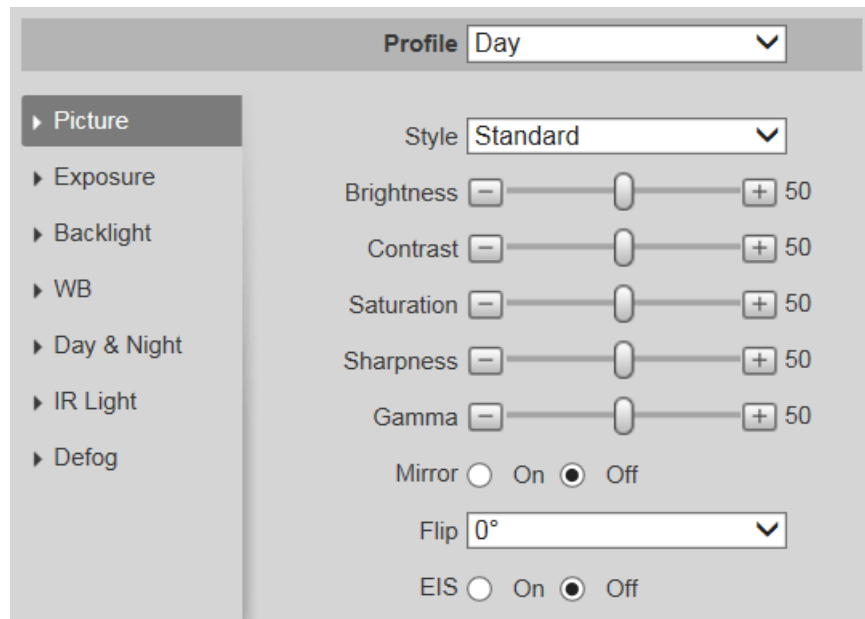 Profile Day
Picture
Style Standard
Exposure
Brightness 50
Backlight
Contrast 50
WB
Saturation 50
Day & Night
Sharpness 50
IR Light
Gamma 50
Defog
Mirror On Off
Flip 0°
EIS On Off